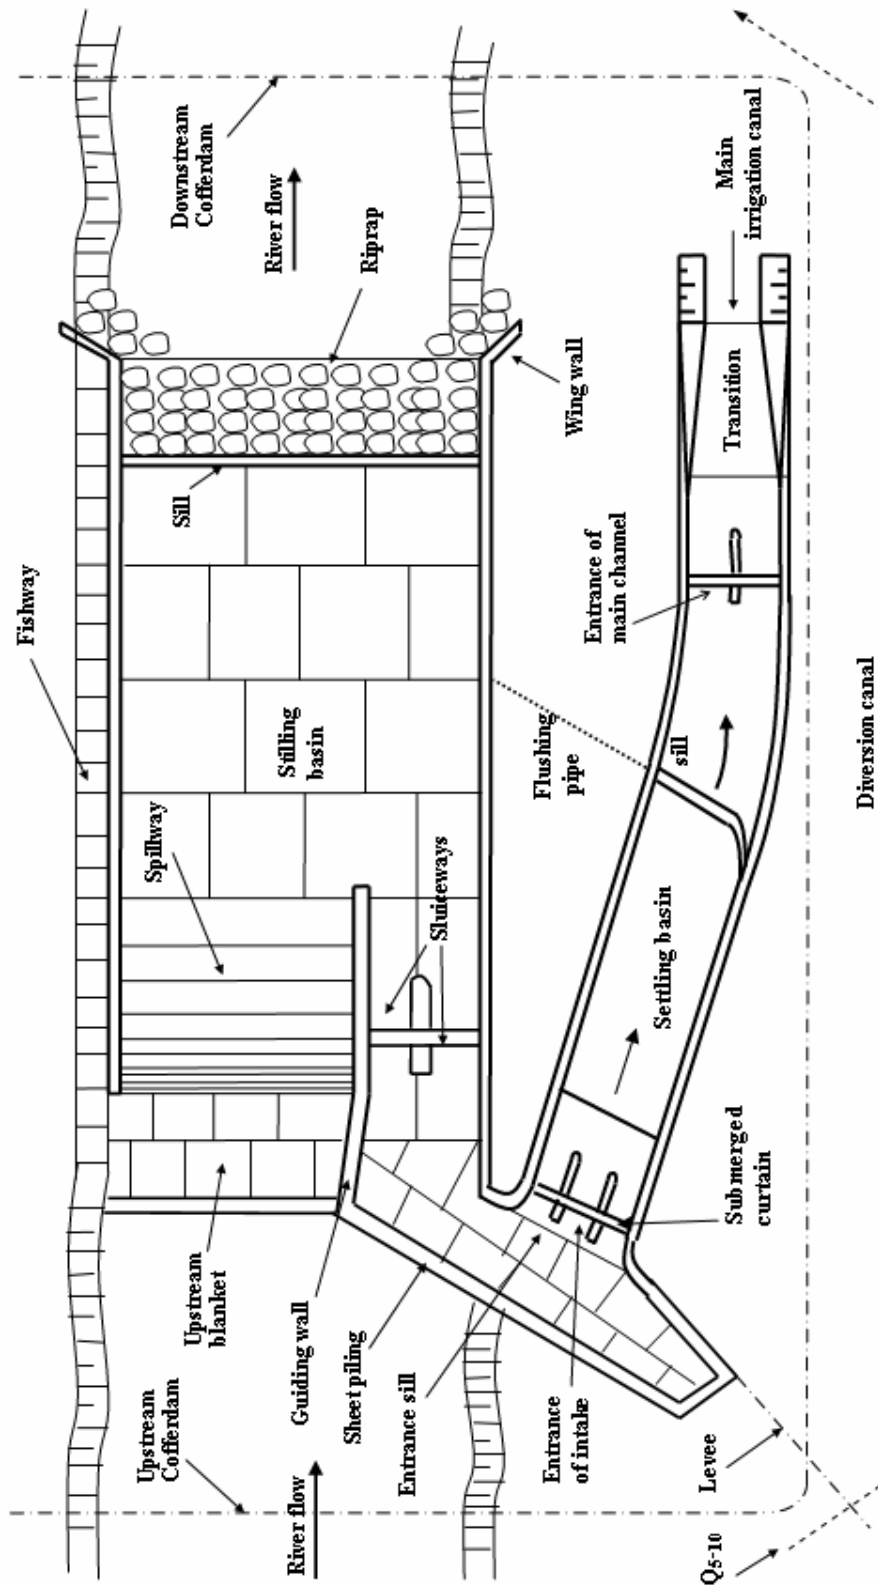 Fishway
Downstream
Cofferdam
River flow
Riprap
Wing wall
Main
irrigation canal
Transition
Sill
Entrance of
main channel
Stilling
basin
Spillway
Sluiceways
Flushing
pipe
sill
Settling basin
Submerged
curtain
Diversion canal
Upstream
blanket
Guiding wall
Sheet piling
Entrance sill
Entrance
of intake
Levee
Upstream
Cofferdam
River flow
Q5-10